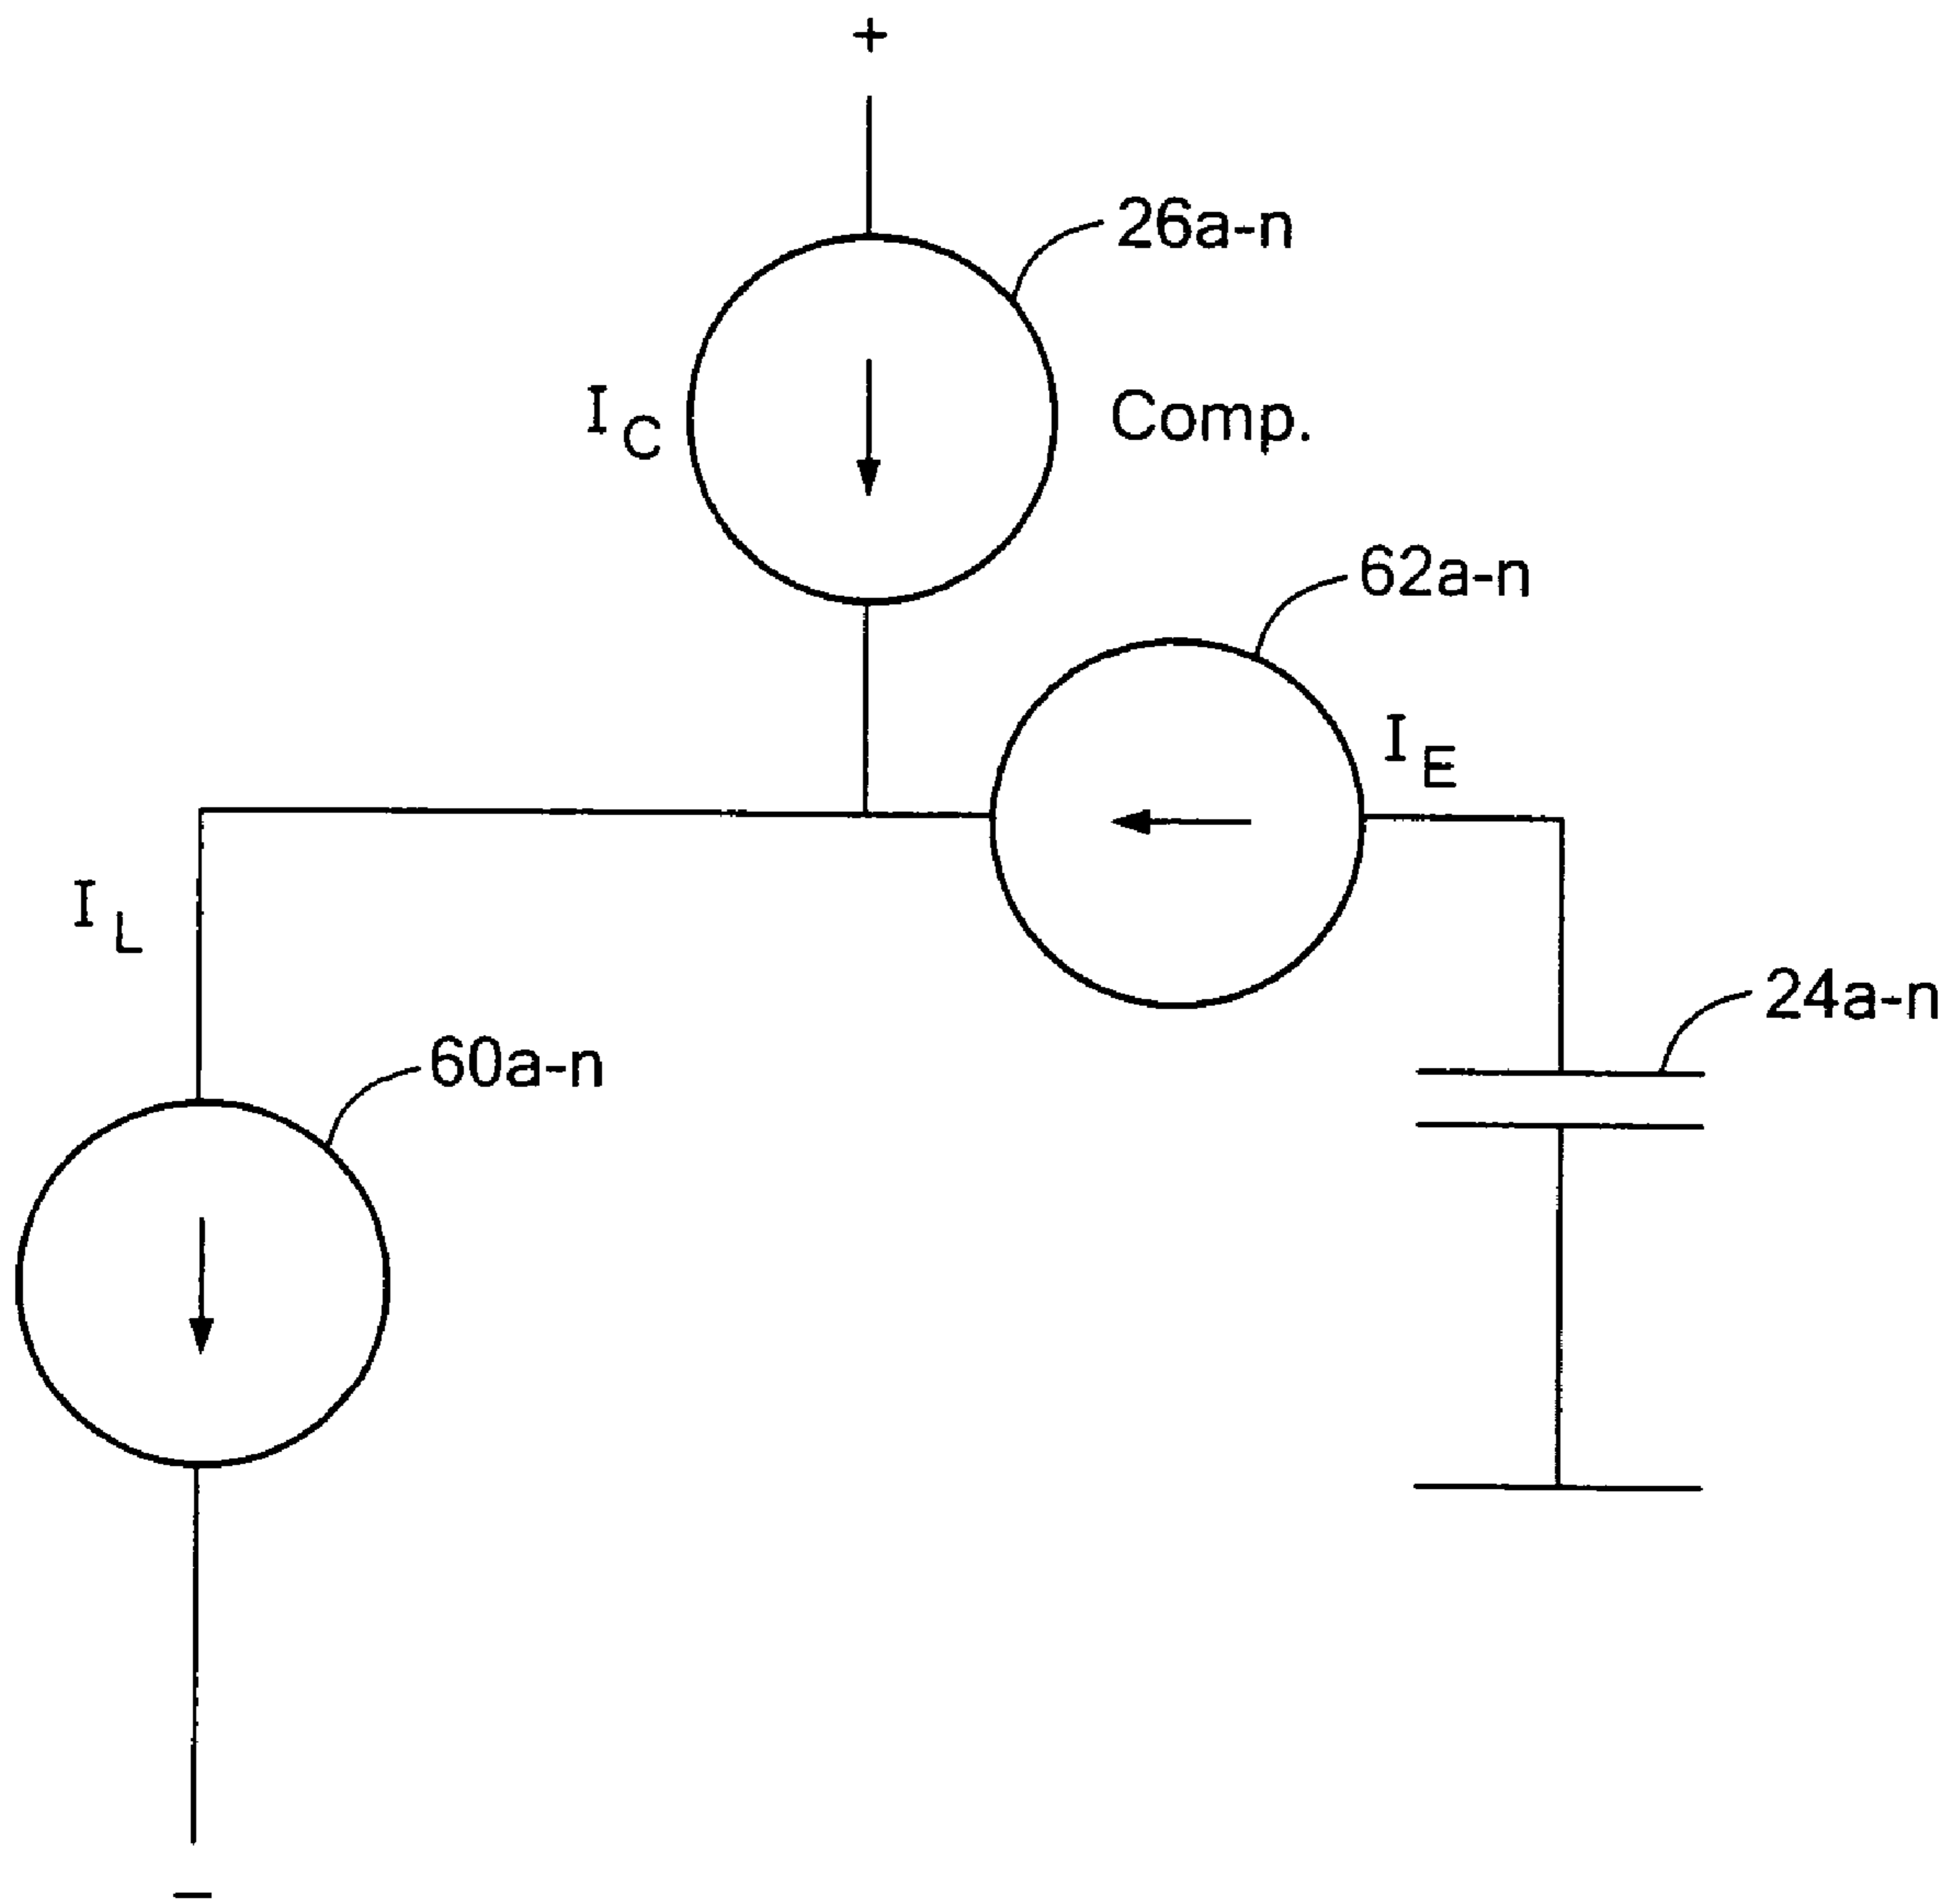 +
26a-n
I C
Comp.
62a-n
I E
I L
24a-n
60a-n
–